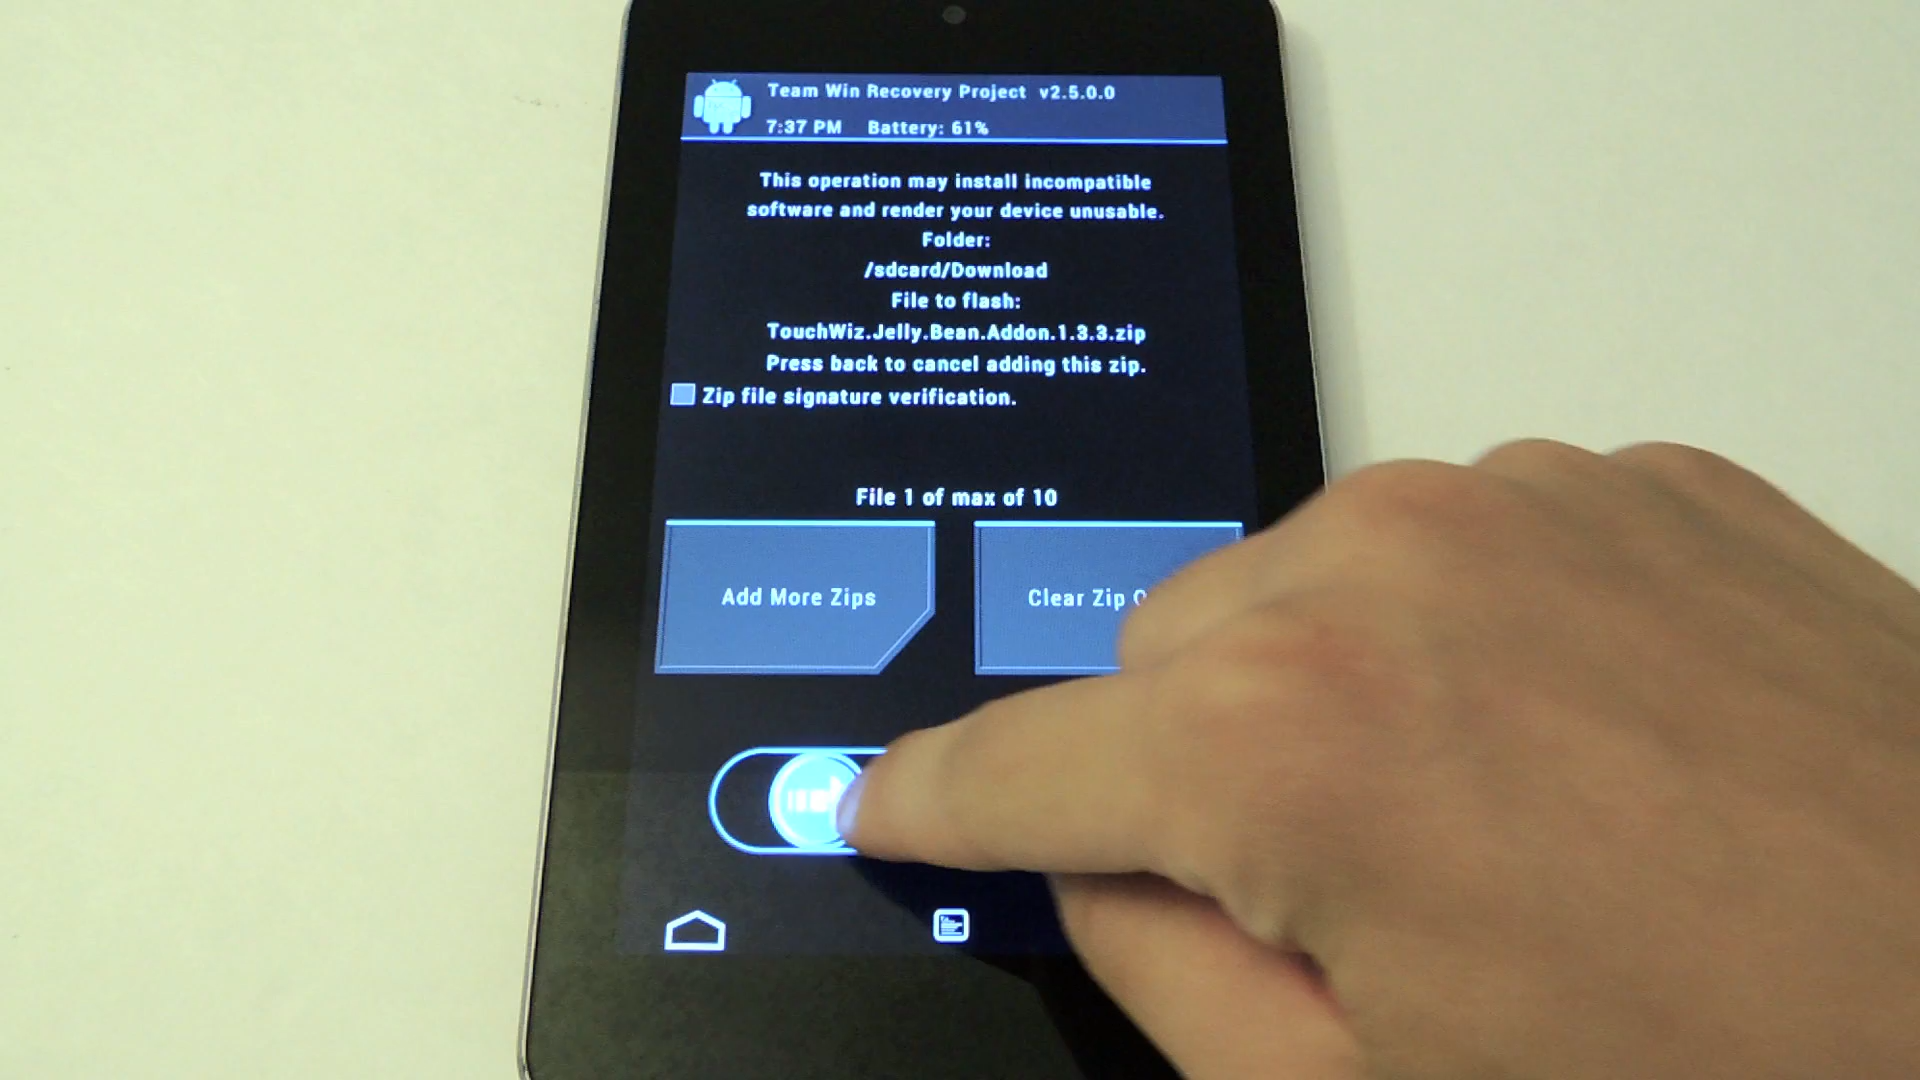 Team Win Recovery Project v2.5.0.0
7:37 PM Battery: 61%
This operation may install incompatible
software and render your device unusable.
Folder:
/sdcard/Download
File to flash:
TouchWiz.Jelly.Bean.Addon.1.3.3.zip
Press back to cancel adding this zip.
Zip file signature verification.
File 1 of max of 10
Add More Zips
Clear Zip